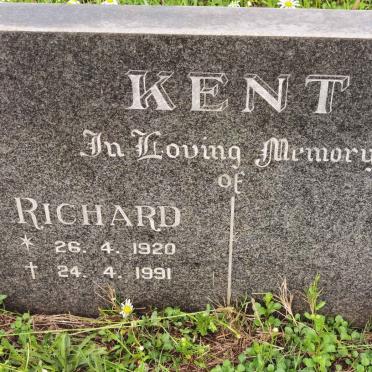 KENT
In Loving Memory
of
RICHARD
* 26. 4. 1920
† 24. 4. 1991